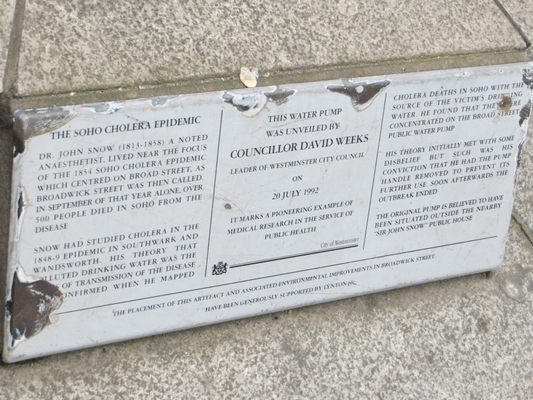 THE SOHO CHOLERA EPIDEMIC
DR. JOHN SNOW (1813-1858) A NOTED
ANAESTHETIST, LIVED NEAR THE FOCUS
OF THE 1854 SOHO CHOLERA EPIDEMIC
WHICH CENTRED ON BROAD STREET, AS
BROADWICK STREET WAS THEN CALLED.
IN SEPTEMBER OF THAT YEAR ALONE, OVER
500 PEOPLE DIED IN SOHO FROM THE
DISEASE
SNOW HAD STUDIED CHOLERA IN THE
1848-9 EPIDEMIC IN SOUTHWARK AND
WANDSWORTH. HIS THEORY THAT
POLLUTED DRINKING WATER WAS THE
OF TRANSMISSION OF THE DISEASE
CONFIRMED WHEN HE MAPPED
THIS WATER PUMP
WAS UNVEILED BY
COUNCILLOR DAVID WEEKS
LEADER OF WESTMINSTER CITY COUNCIL
ON
20 JULY 1992
IT MARKS A PIONEERING EXAMPLE OF
MEDICAL RESEARCH IN THE SERVICE OF
PUBLIC HEALTH
City of Westminster
CHOLERA DEATHS IN SOHO WITH THE
SOURCE OF THE VICTIM'S DRINKING
WATER. HE FOUND THAT THEY WERE
CONCENTRATED ON THE BROAD STREET
PUBLIC WATER PUMP
HIS THEORY INITIALLY MET WITH SOME
DISBELIEF BUT SUCH WAS HIS
CONVICTION THAT HE HAD THE PUMP
HANDLE REMOVED TO PREVENT ITS
FURTHER USE. SOON AFTERWARDS THE
OUTBREAK ENDED
THE ORIGINAL PUMP IS BELIEVED TO HAVE
BEEN SITUATED OUTSIDE THE NEARBY
"SIR JOHN SNOW" PUBLIC HOUSE
THE PLACEMENT OF THIS ARTEFACT AND ASSOCIATED ENVIRONMENTAL IMPROVEMENTS IN BROADWICK STREET
HAVE BEEN GENEROUSLY SUPPORTED BY LYNTON plc